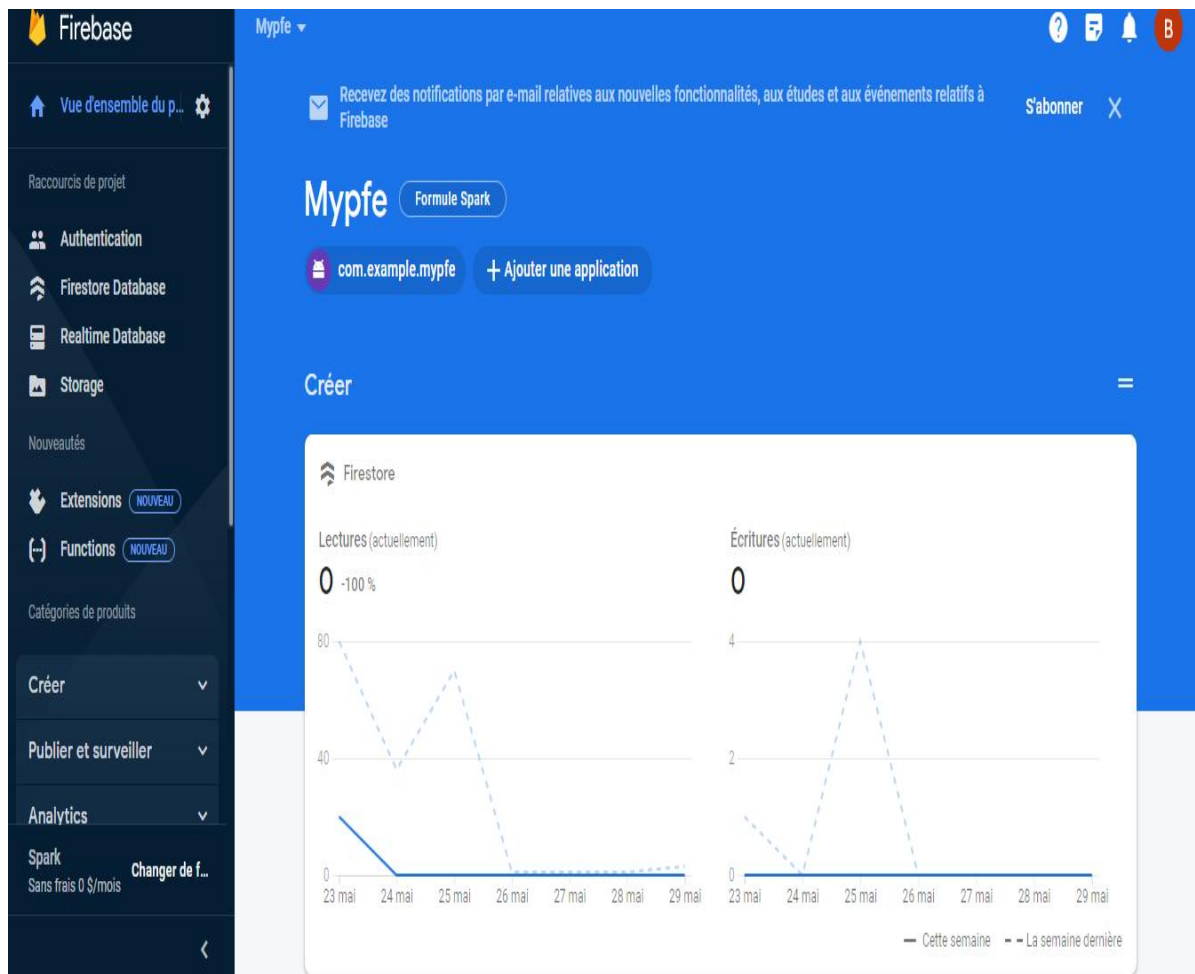 Firebase
Mypfe
B
Vue d'ensemble du p...
Recevez des notifications par e-mail relatives aux nouvelles fonctionnalités, aux études et aux événements relatifs à
Firebase
S'abonner
Raccourcis de projet
Authentication
Firestore Database
Realtime Database
Storage
Nouveautés
Extensions NOUVEAU
Functions NOUVEAU
Catégories de produits
Créer
Publier et surveiller
Analytics
Spark
Sans frais 0 $/mois
Changer de f...
Mypfe Formule Spark
com.example.mypfe + Ajouter une application
Créer
Firestore
Lectures (actuellement)
0 -100 %
80
40
0
23 mai 24 mai 25 mai 26 mai 27 mai 28 mai 29 mai
Écritures (actuellement)
0
4
2
0
23 mai 24 mai 25 mai 26 mai 27 mai 28 mai 29 mai
Cette semaine La semaine dernière